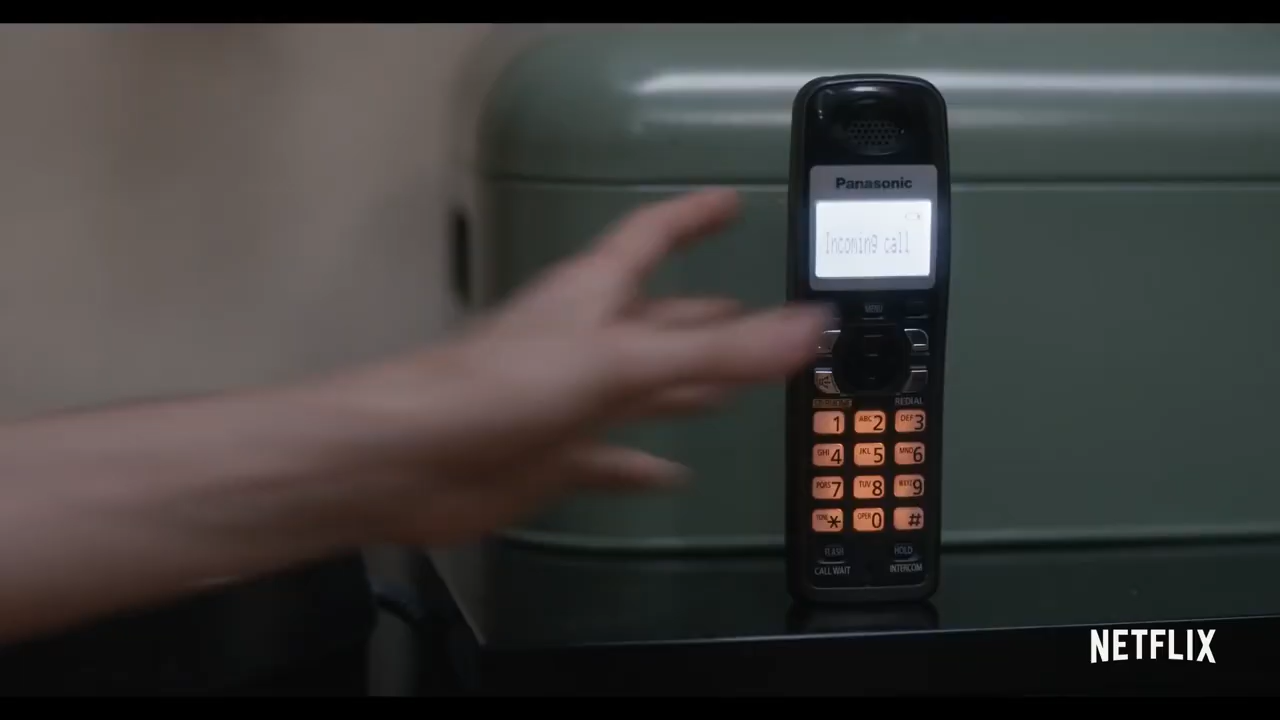 Panasonic
Incoming call
MENU
REDIAL
1 ABC 2 DEF 3
GHI 4 JKL 5 MNO 6
PQRS 7 TUV 8 WXYZ 9
TONE * OPER 0 #
FLASH HOLD
CALL WAIT INTERCOM
NETFLIX